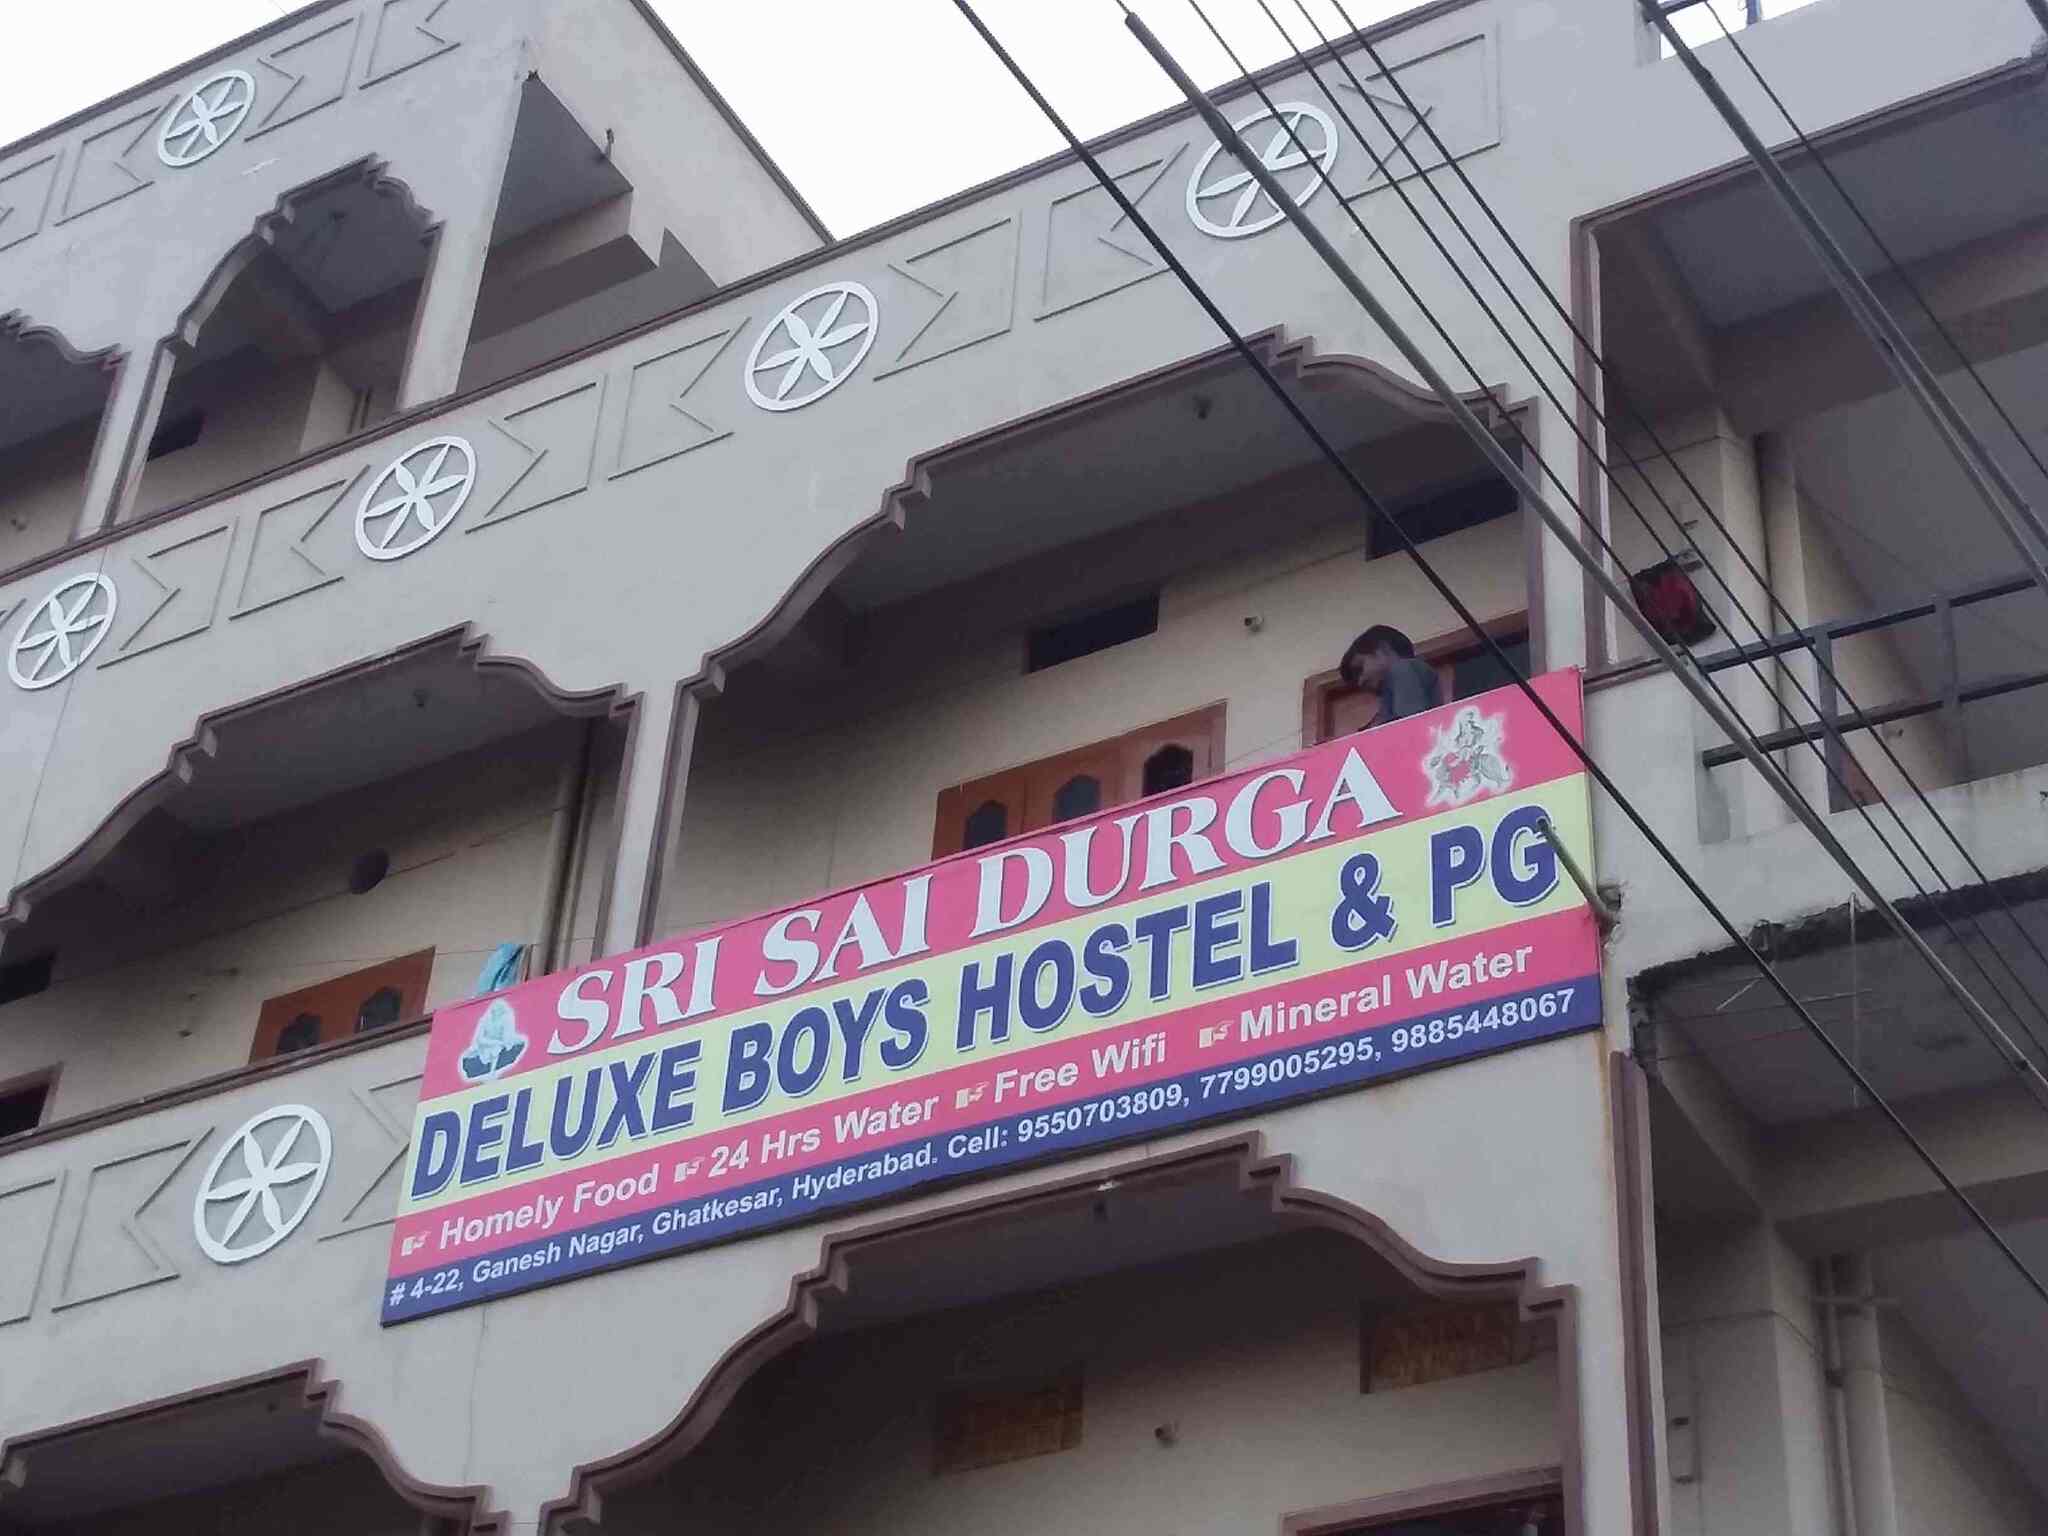 SRI SAI DURGA
DELUXE BOYS HOSTEL & PG
Homely Food 24 Hrs Water Free Wifi Mineral Water
# 4-22, Ganesh Nagar, Ghatkesar, Hyderabad. Cell: 9550703809, 7799005295, 9885448067